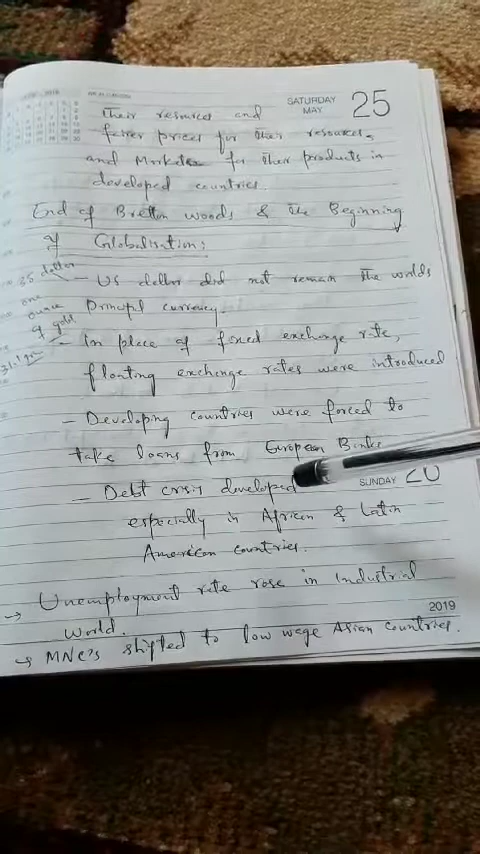 SATURDAY
MAY 25
their resources and
fairer prices for their resources,
and Markets for their products in
developed countries
End of Bretton woods & the Beginning
of Globalisation:
35 dollar
one
ounce
of gold
- US dollar did not remain the worlds
Principal currency.
- In place of fixed exchange rate,
floating exchange rates were introduced
- Developing countries were forced to
take loans from European Banks
SUNDAY 26
- Debt crisis developed
especially in African & Latin
American countries.
→ Unemployment rate rose in Industrial
world.
2019
→ MNC's shifted to low wage Asian Countries.